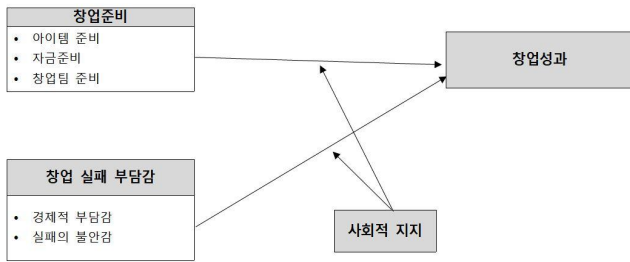 창업준비
• 아이템 준비
• 자금준비
• 창업팀 준비
창업성과
창업 실패 부담감
• 경제적 부담감
• 실패의 불안감
사회적 지지